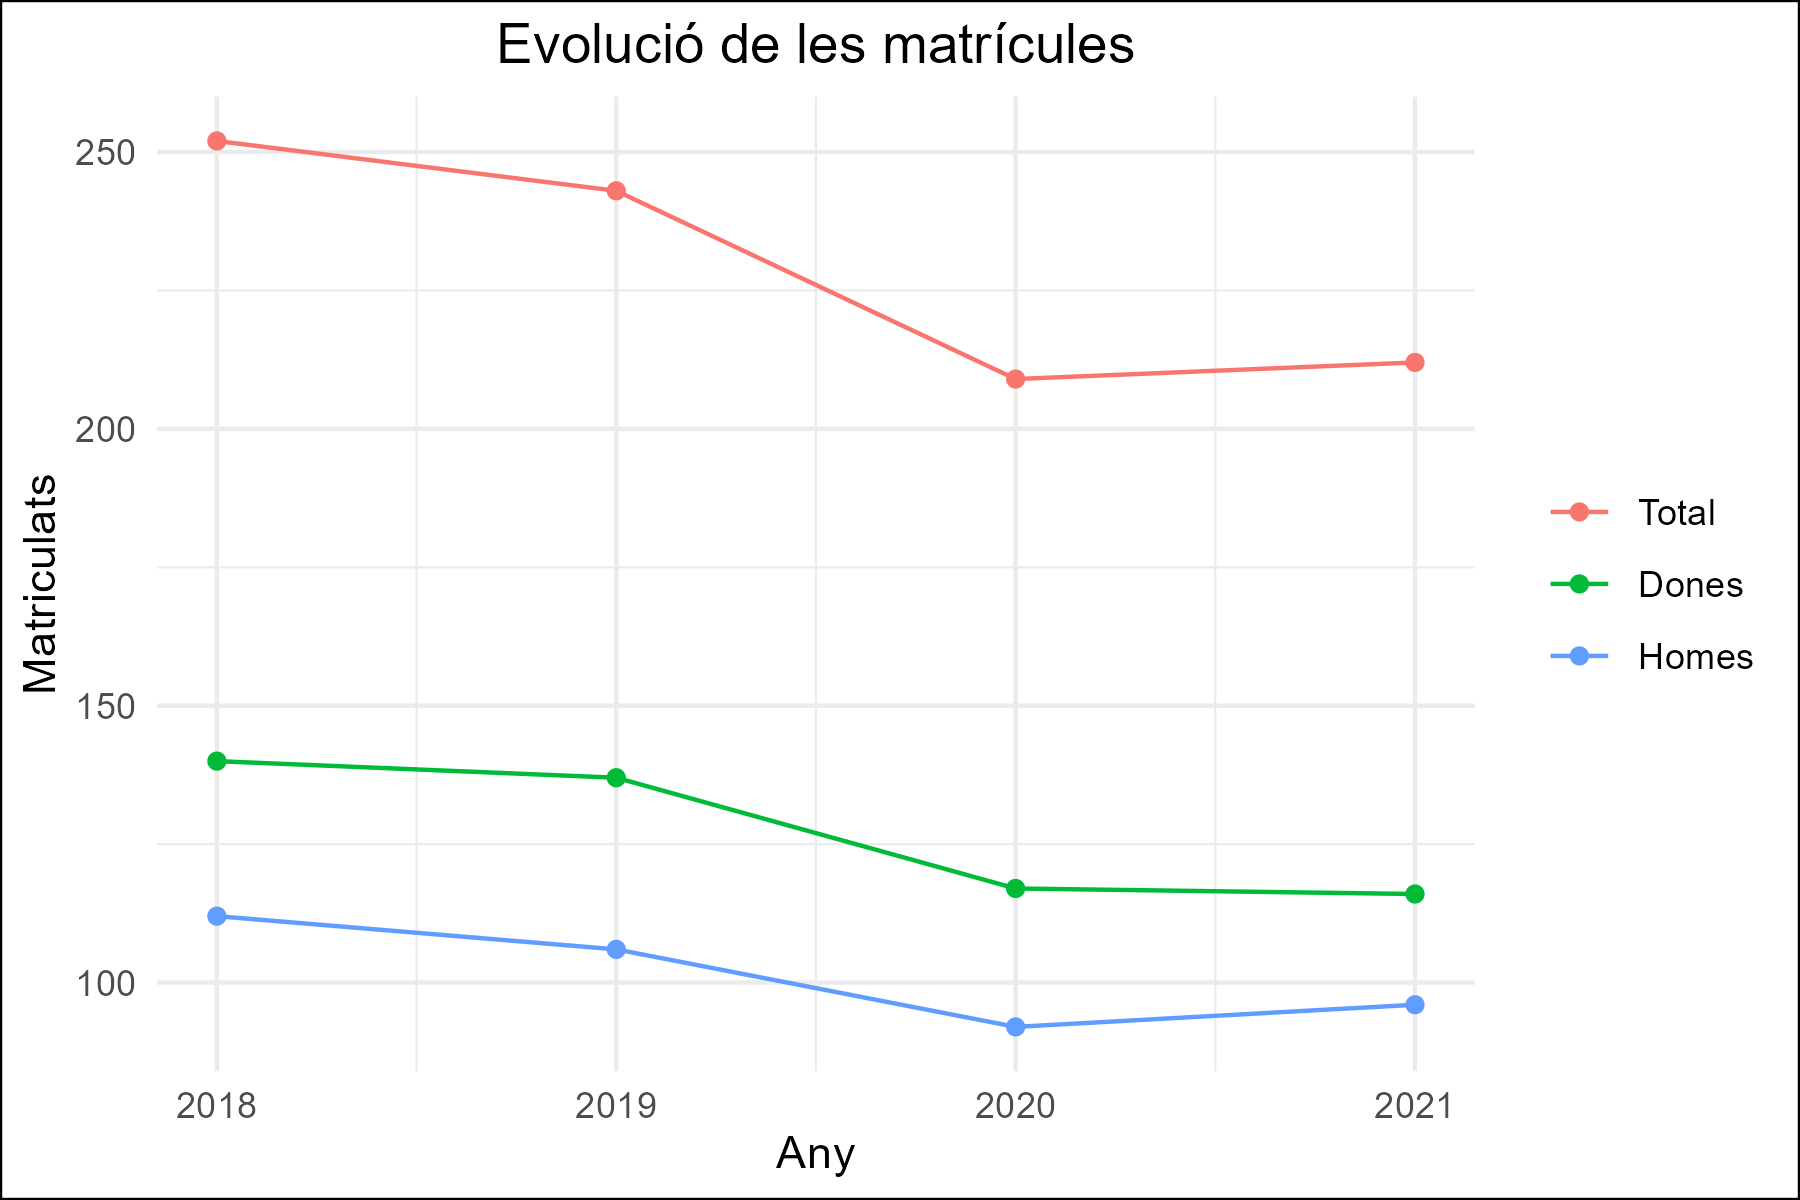 Evolució de les matrícules
Matriculats
250
200
150
100
2018
2019
2020
2021
Any
Total
Dones
Homes